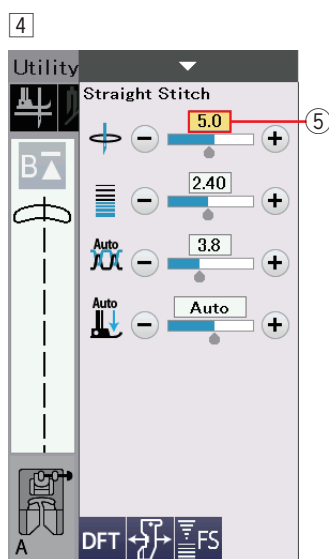 4
Utility
Straight Stitch
5.0
5
B
2.40
Auto
3.8
Auto
Auto
A
DFT
FS